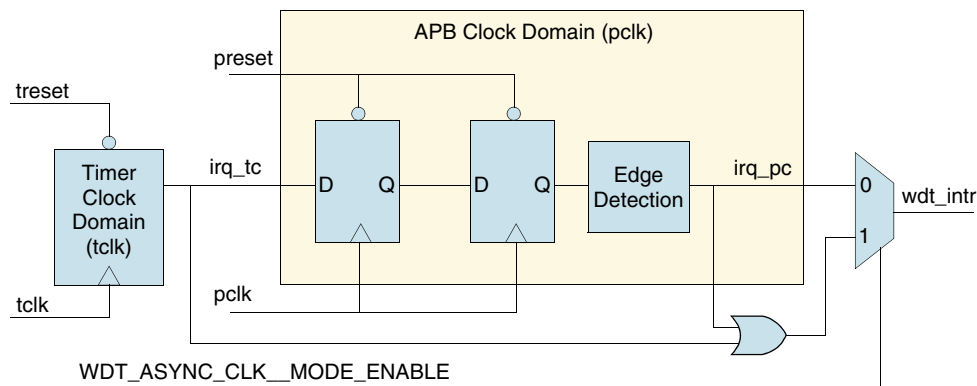 APB Clock Domain (pclk)
preset
treset
Timer
Clock
Domain
(tclk)
irq_tc
D Q
D Q
Edge
Detection
irq_pc
0
1
wdt_intr
tclk
pclk
WDT_ASYNC_CLK__MODE_ENABLE